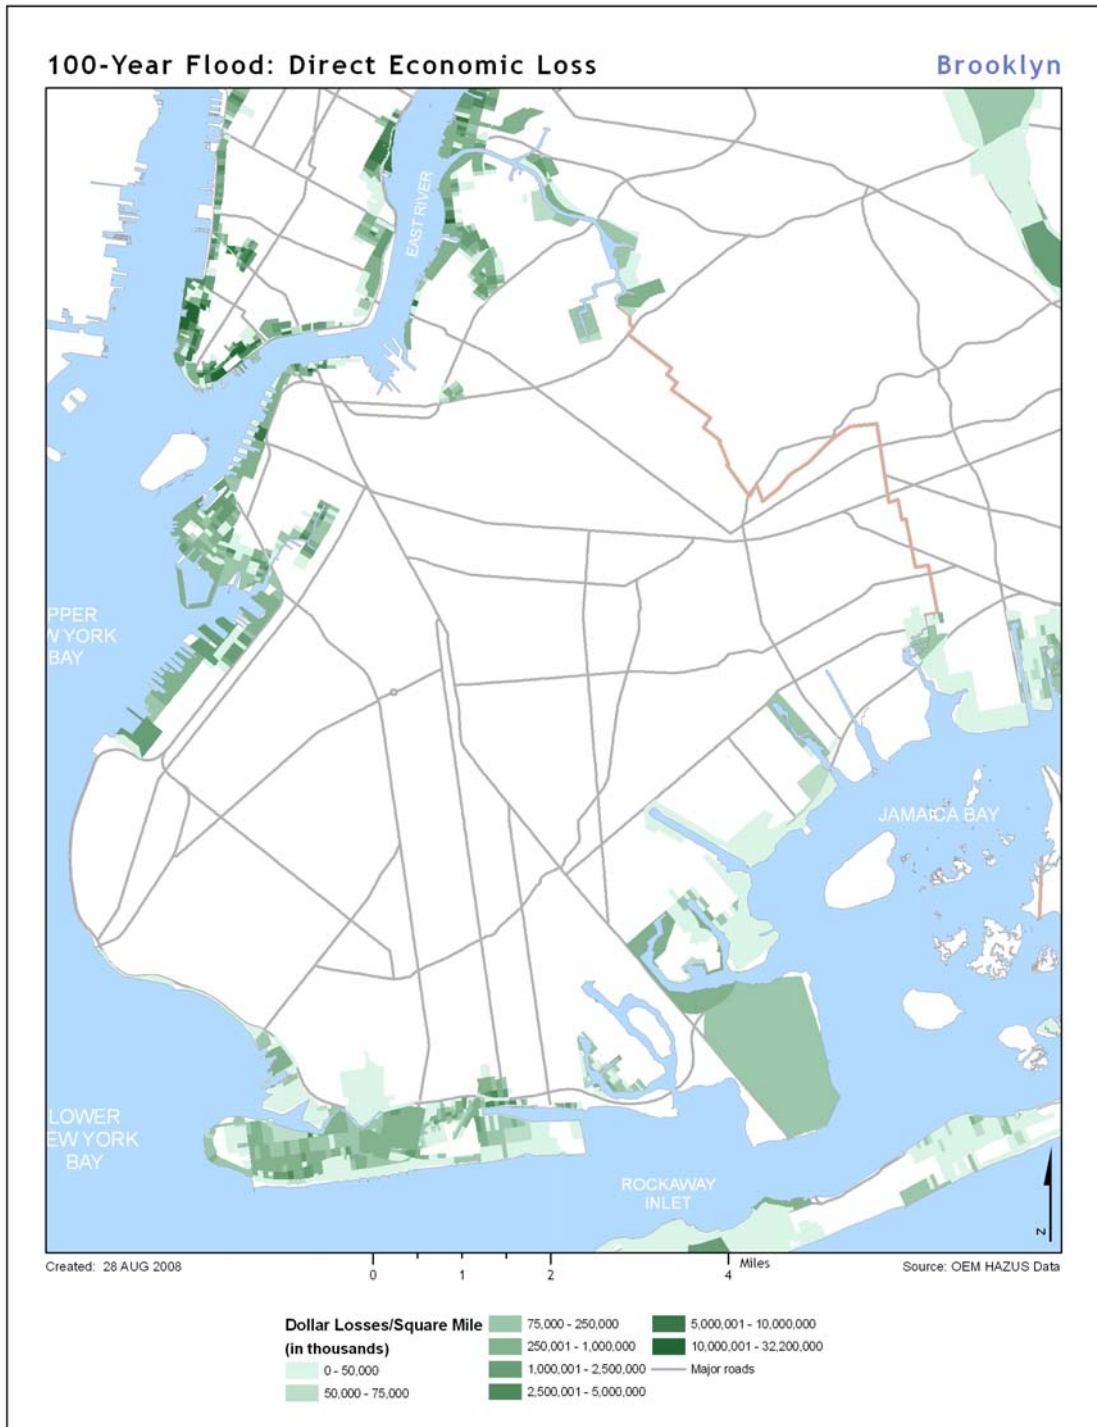 100-Year Flood: Direct Economic Loss
Brooklyn
EAST RIVER
PPER
W YORK
BAY
JAMAICA BAY
LOWER
EW YORK
BAY
ROCKAWAY
INLET
N
Created: 28 AUG 2008
0 1 2 4 Miles
Source: OEM HAZUS Data
Dollar Losses/Square Mile
(in thousands)
0 - 50,000
50,000 - 75,000
75,000 - 250,000
250,001 - 1,000,000
1,000,001 - 2,500,000
2,500,001 - 5,000,000
5,000,001 - 10,000,000
10,000,001 - 32,200,000
Major roads